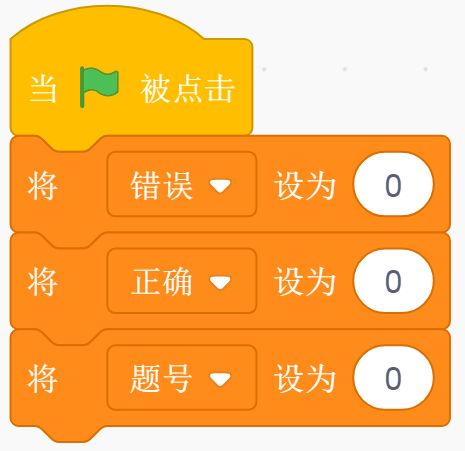 当 被点击
将 错误 设为 0
将 正确 设为 0
将 题号 设为 0